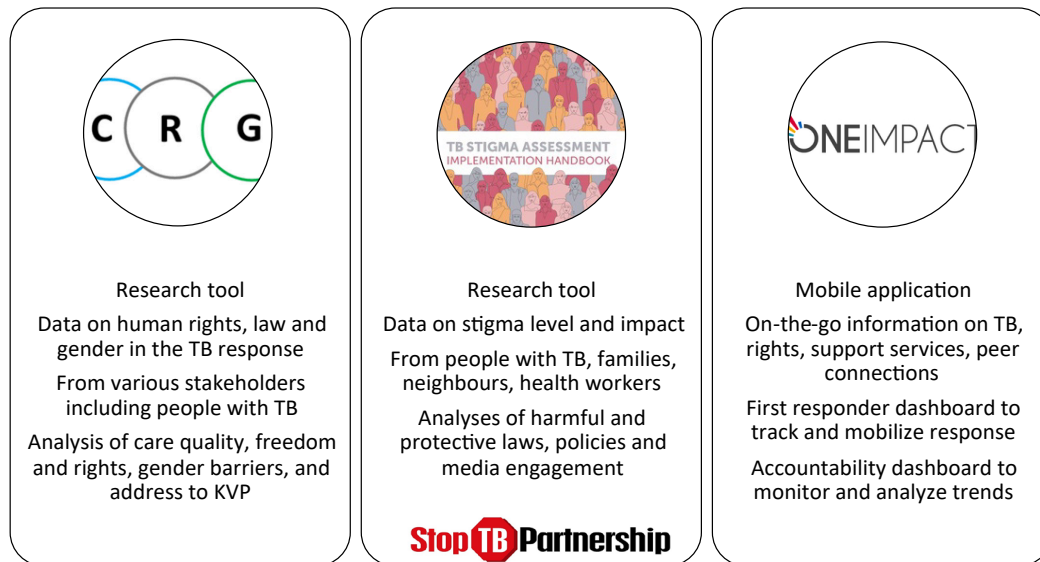 C R G
Research tool
Data on human rights, law and
gender in the TB response
From various stakeholders
including people with TB
Analysis of care quality, freedom
and rights, gender barriers, and
address to KVP
TB STIGMA ASSESSMENT
IMPLEMENTATION HANDBOOK
Research tool
Data on stigma level and impact
From people with TB, families,
neighbours, health workers
Analyses of harmful and
protective laws, policies and
media engagement
Stop TB Partnership
ONEIMPACT
Mobile application
On-the-go information on TB,
rights, support services, peer
connections
First responder dashboard to
track and mobilize response
Accountability dashboard to
monitor and analyze trends